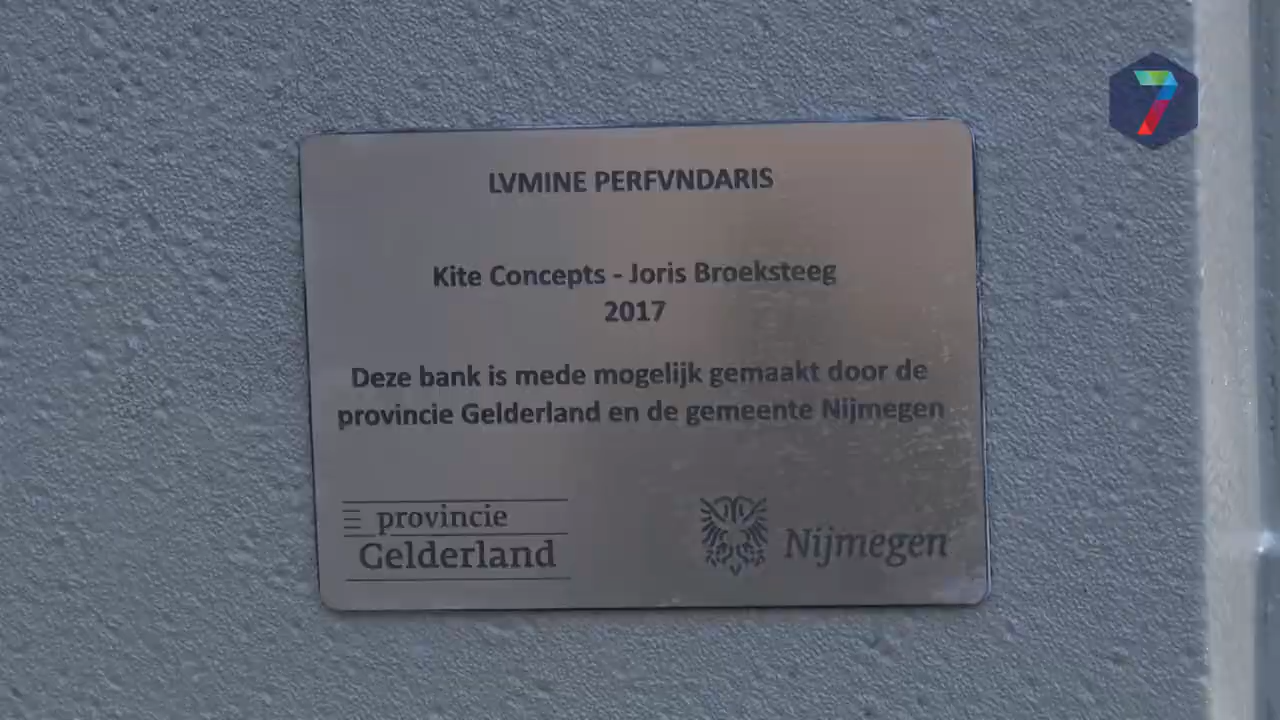 7
LVMINE PERFVNDARIS
Kite Concepts - Joris Broeksteeg
2017
Deze bank is mede mogelijk gemaakt door de
provincie Gelderland en de gemeente Nijmegen
provincie
Gelderland
Nijmegen